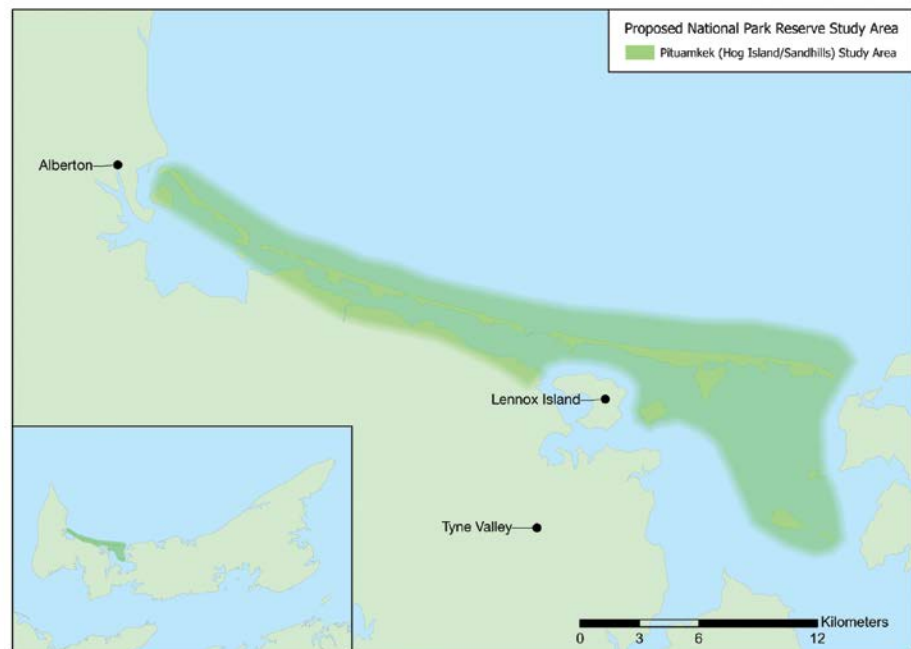 Proposed National Park Reserve Study Area
Pituamkek (Hog Island/Sandhills) Study Area
Alberton
Lennox Island
Tyne Valley
Kilometers
0 3 6 12